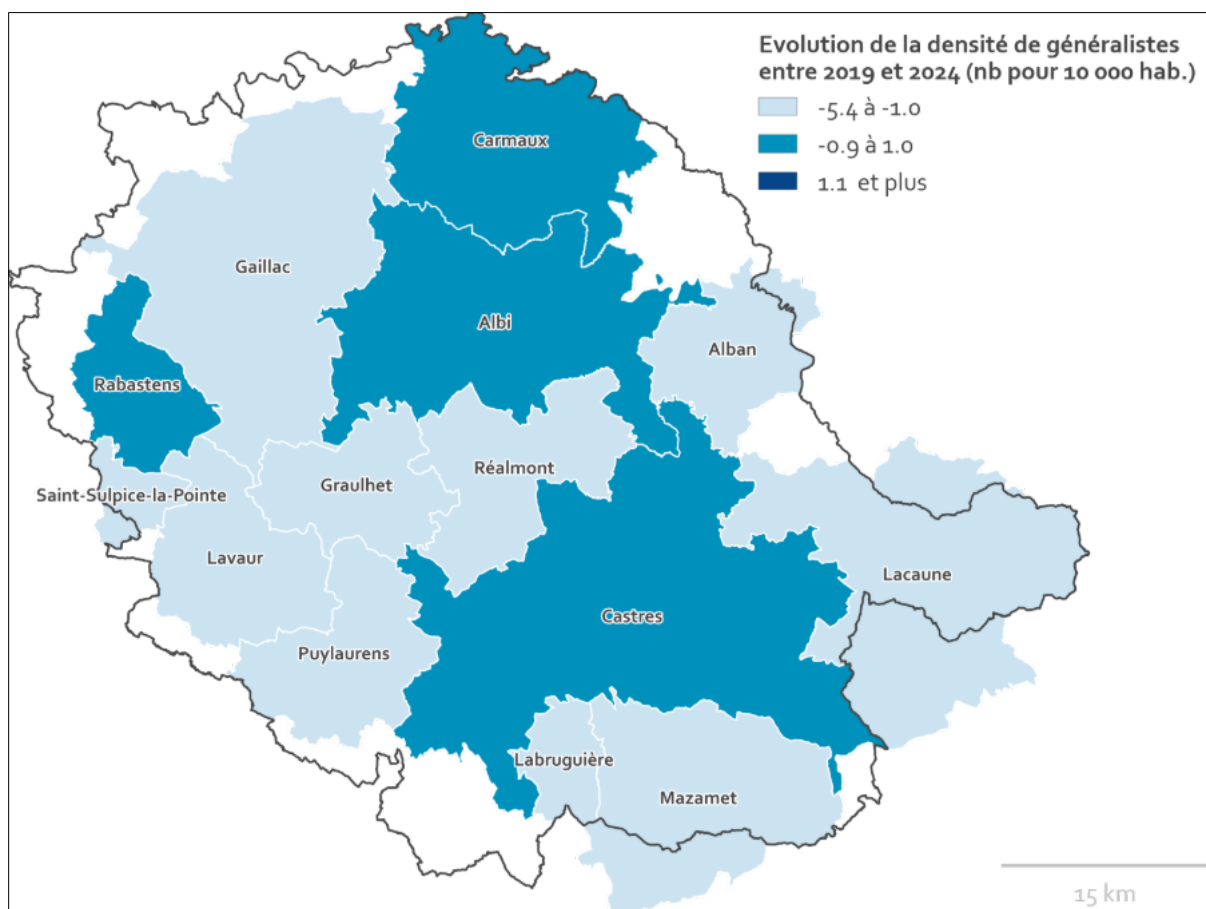 Evolution de la densité de généralistes
entre 2019 et 2024 (nb pour 10 000 hab.)
-5.4 à -1.0
-0.9 à 1.0
1.1 et plus
Carmaux
Gaillac
Albi
Alban
Rabastens
Réalmont
Graulhet
Saint-Sulpice-la-Pointe
Lavaur
Lacaune
Castres
Puylaurens
Labruguière
Mazamet
15 km